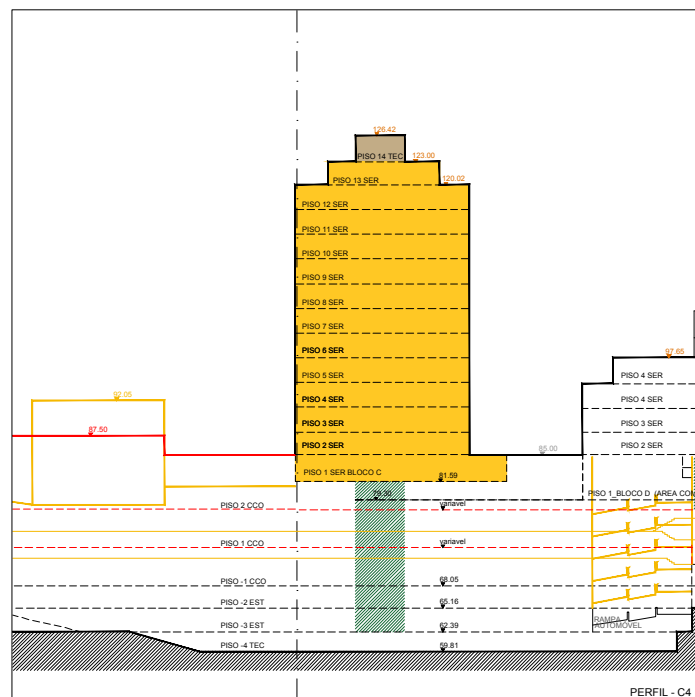 126.42
PISO 14 TEC
123.00
PISO 13 SER
120.02
PISO 12 SER
PISO 11 SER
PISO 10 SER
PISO 9 SER
PISO 8 SER
PISO 7 SER
PISO 6 SER
97.65
PISO 5 SER
PISO 4 SER
92.05
PISO 4 SER
PISO 4 SER
PISO 3 SER
PISO 3 SER
87.50
PISO 2 SER
PISO 2 SER
85.00
PISO 1 SER BLOCO C
81.59
79.30
PISO 1_BLOCO D (AREA COM
PISO 2 CCO
variavel
PISO 1 CCO
variavel
PISO -1 CCO
68.05
PISO -2 EST
65.16
RAMPA
AUTOMOVEL
PISO -3 EST
62.39
PISO -4 TEC
59.81
PERFIL - C4